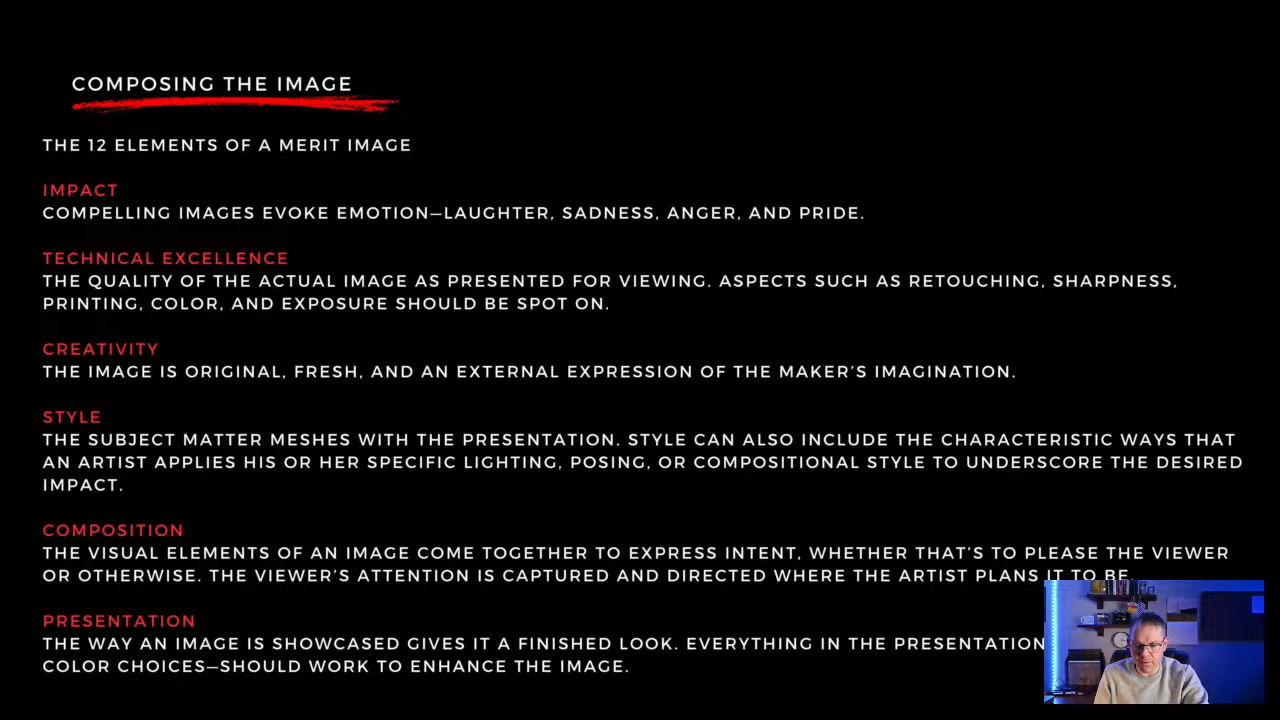 COMPOSING THE IMAGE
THE 12 ELEMENTS OF A MERIT IMAGE
IMPACT
COMPELLING IMAGES EVOKE EMOTION—LAUGHTER, SADNESS, ANGER, AND PRIDE.
TECHNICAL EXCELLENCE
THE QUALITY OF THE ACTUAL IMAGE AS PRESENTED FOR VIEWING. ASPECTS SUCH AS RETOUCHING, SHARPNESS,
PRINTING, COLOR, AND EXPOSURE SHOULD BE SPOT ON.
CREATIVITY
THE IMAGE IS ORIGINAL, FRESH, AND AN EXTERNAL EXPRESSION OF THE MAKER’S IMAGINATION.
STYLE
THE SUBJECT MATTER MESHES WITH THE PRESENTATION. STYLE CAN ALSO INCLUDE THE CHARACTERISTIC WAYS THAT
AN ARTIST APPLIES HIS OR HER SPECIFIC LIGHTING, POSING, OR COMPOSITIONAL STYLE TO UNDERSCORE THE DESIRED
IMPACT.
COMPOSITION
THE VISUAL ELEMENTS OF AN IMAGE COME TOGETHER TO EXPRESS INTENT, WHETHER THAT’S TO PLEASE THE VIEWER
OR OTHERWISE. THE VIEWER’S ATTENTION IS CAPTURED AND DIRECTED WHERE THE ARTIST PLANS IT TO BE
PRESENTATION
THE WAY AN IMAGE IS SHOWCASED GIVES IT A FINISHED LOOK. EVERYTHING IN THE PRESENTATION
COLOR CHOICES—SHOULD WORK TO ENHANCE THE IMAGE.